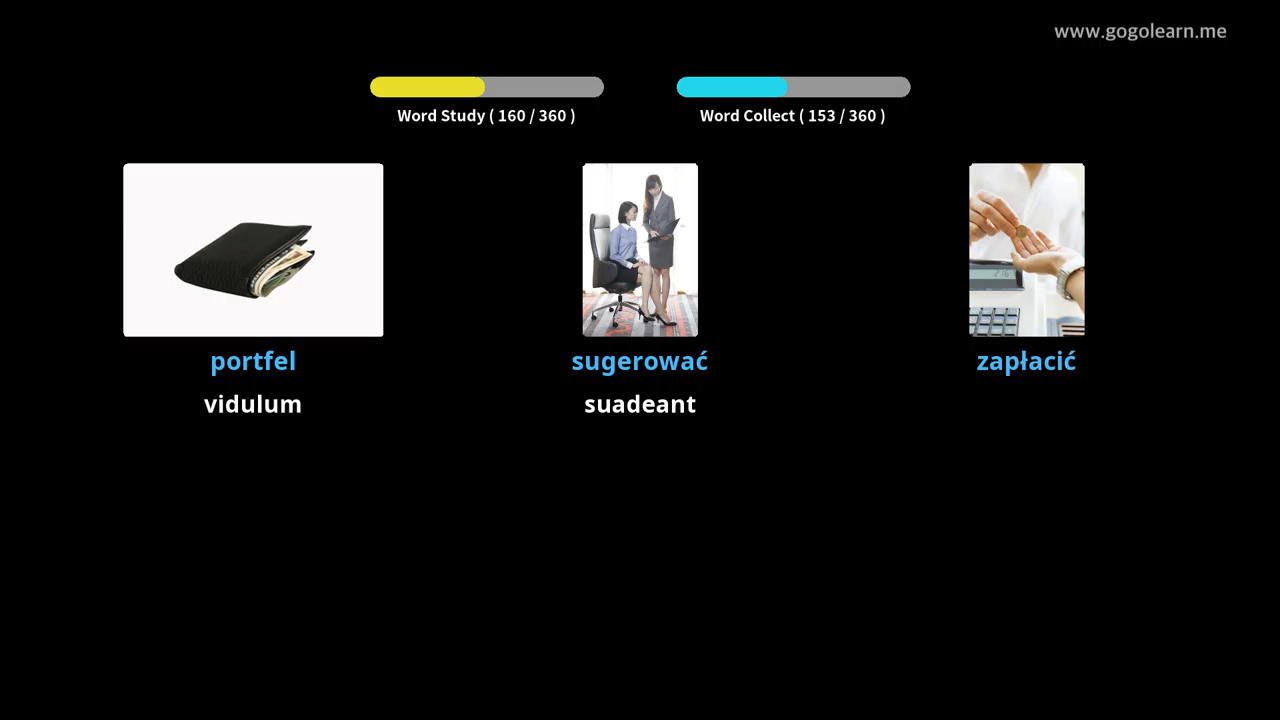 www.gogolearn.me
Word Study ( 160 / 360 )
Word Collect ( 153 / 360 )
portfel
sugerować
zapłacić
vidulum
suadeant